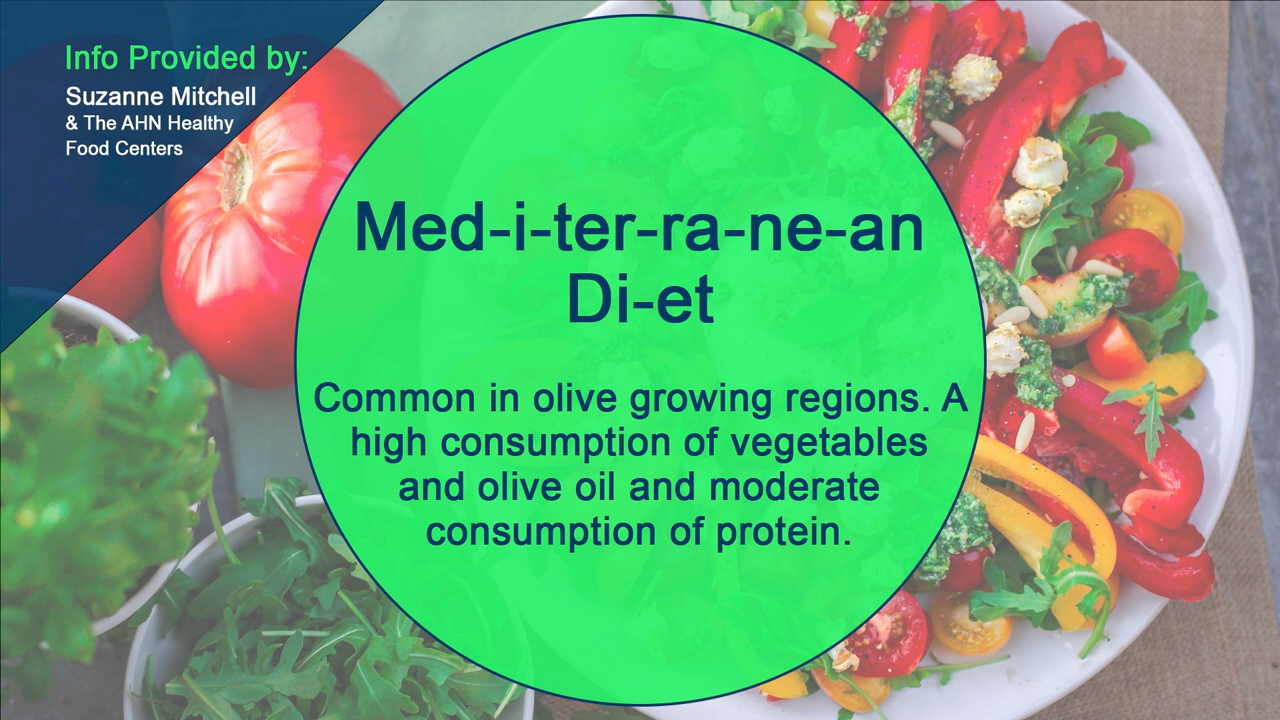 Info Provided by:
Suzanne Mitchell
& The AHN Healthy
Food Centers
Med-i-ter-ra-ne-an
Di-et
Common in olive growing regions. A
high consumption of vegetables
and olive oil and moderate
consumption of protein.